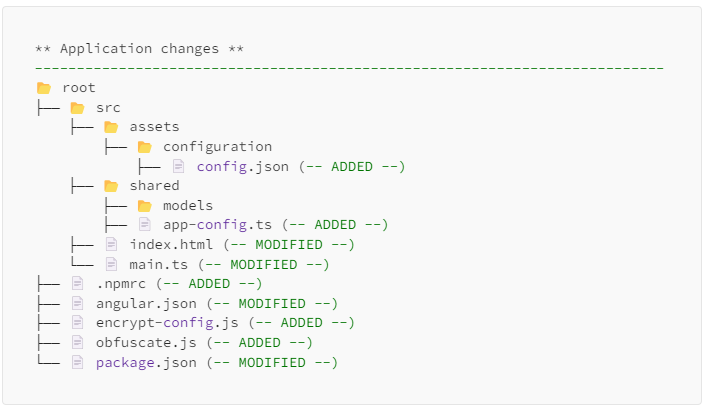 ** Application changes **
---------------------------------------------------------------------------
📂 root
├── 📂 src
    ├── 📂 assets
        ├── 📂 configuration
            ├── 📄 config.json (-- ADDED --)
    ├── 📂 shared
        ├── 📂 models
        ├── 📄 app-config.ts (-- ADDED --)
    ├── 📄 index.html (-- MODIFIED --)
    └── 📄 main.ts (-- MODIFIED --)
├── 📄 .npmrc (-- ADDED --)
├── 📄 angular.json (-- MODIFIED --)
├── 📄 encrypt-config.js (-- ADDED --)
├── 📄 obfuscate.js (-- ADDED --)
└── 📄 package.json (-- MODIFIED --)